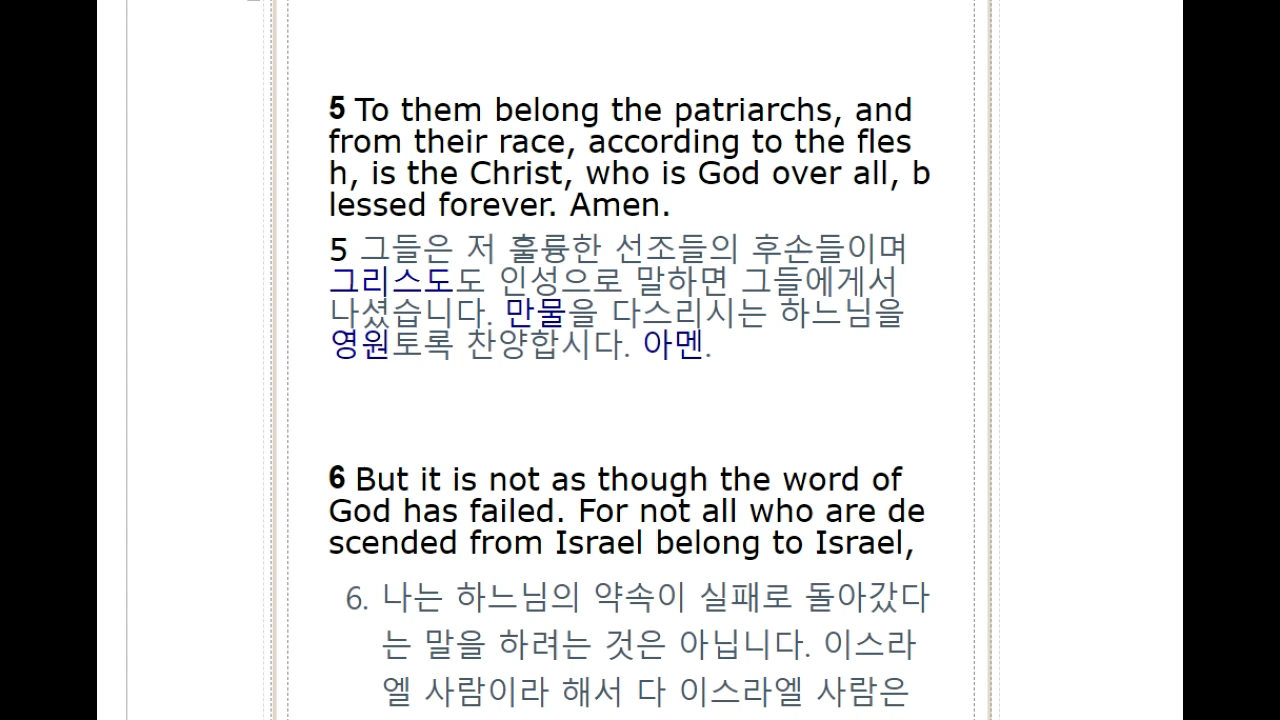 5 To them belong the patriarchs, and
from their race, according to the fles
h, is the Christ, who is God over all, b
lessed forever. Amen.
5 그들은 저 훌륭한 선조들의 후손들이며
그리스도도 인성으로 말하면 그들에게서
나셨습니다. 만물을 다스리시는 하느님을
영원토록 찬양합시다. 아멘.
6 But it is not as though the word of
God has failed. For not all who are de
scended from Israel belong to Israel,
6. 나는 하느님의 약속이 실패로 돌아갔다
는 말을 하려는 것은 아닙니다. 이스라
엘 사람이라 해서 다 이스라엘 사람은